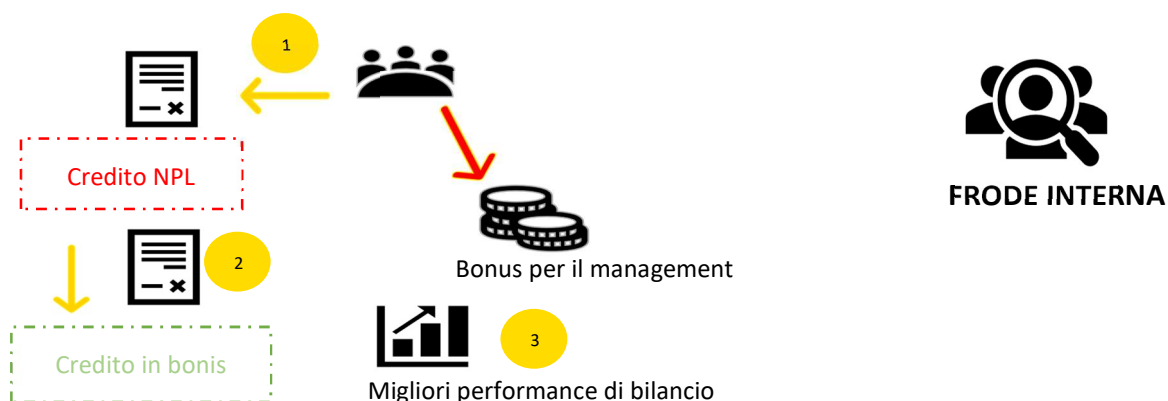 1
Credito NPL
FRODE INTERNA
2
Bonus per il management
3
Credito in bonis
Migliori performance di bilancio